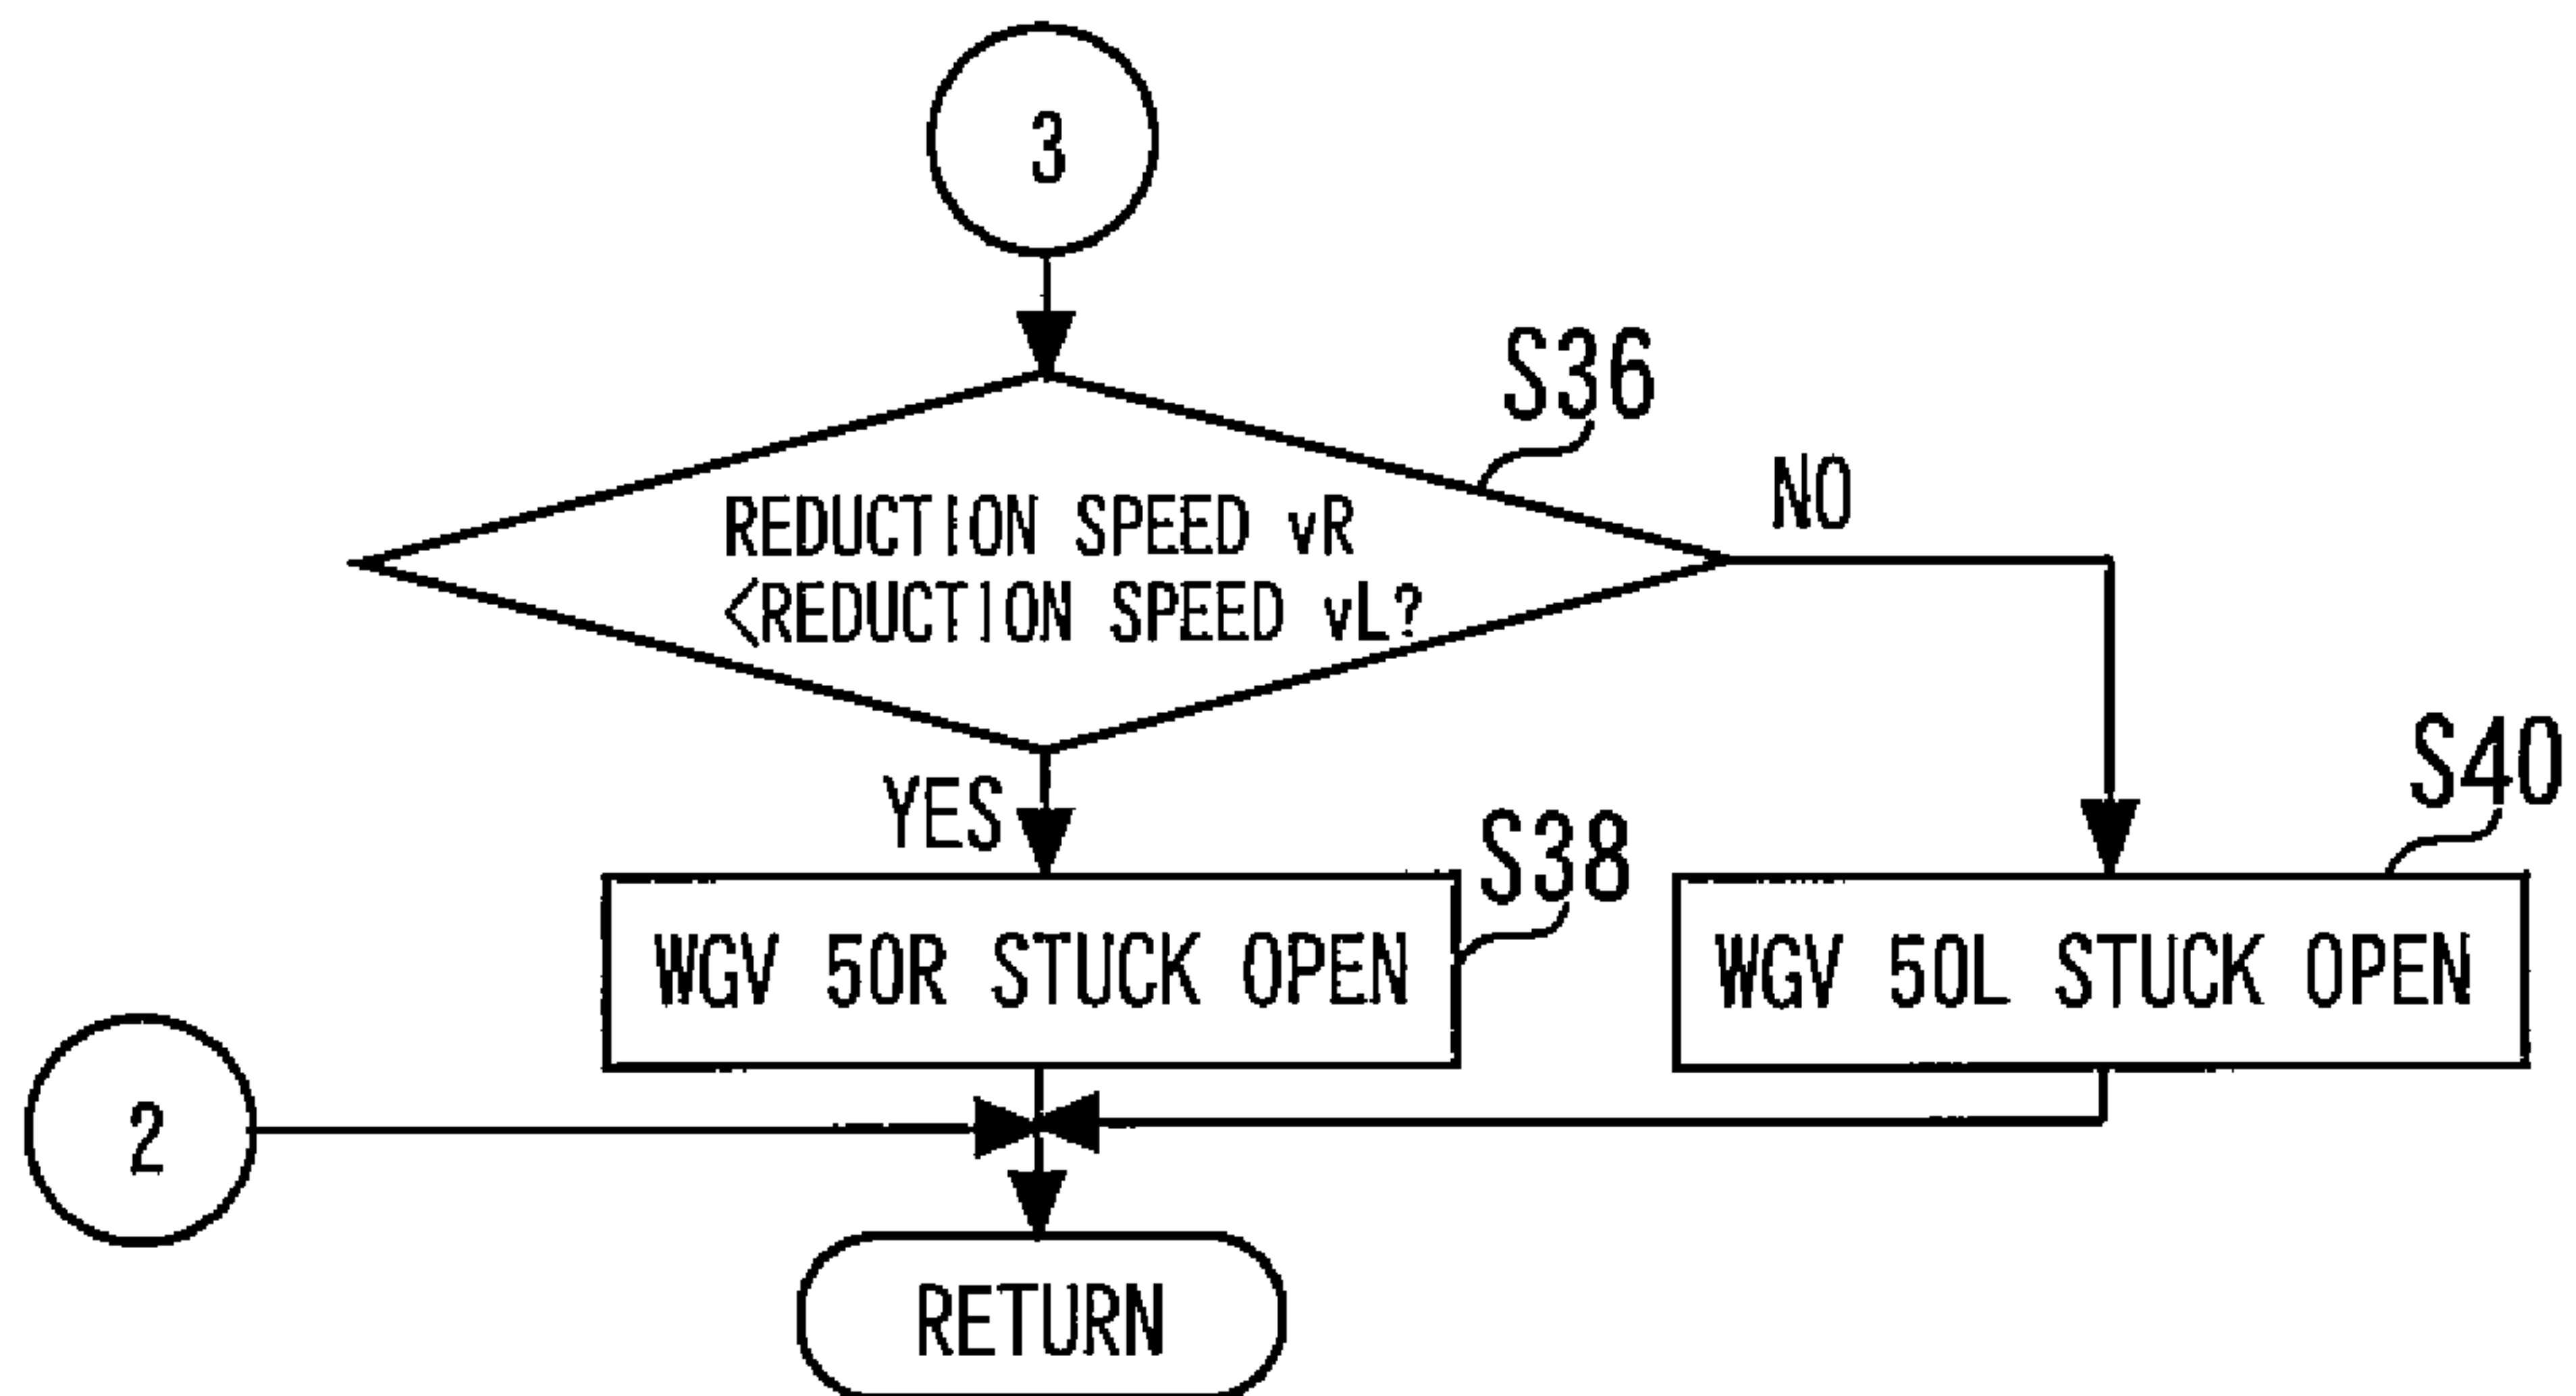 3
S36
REDUCTION SPEED vR
<REDUCTION SPEED vL?
NO
YES
S38
S40
WGV 50R STUCK OPEN
WGV 50L STUCK OPEN
2
RETURN